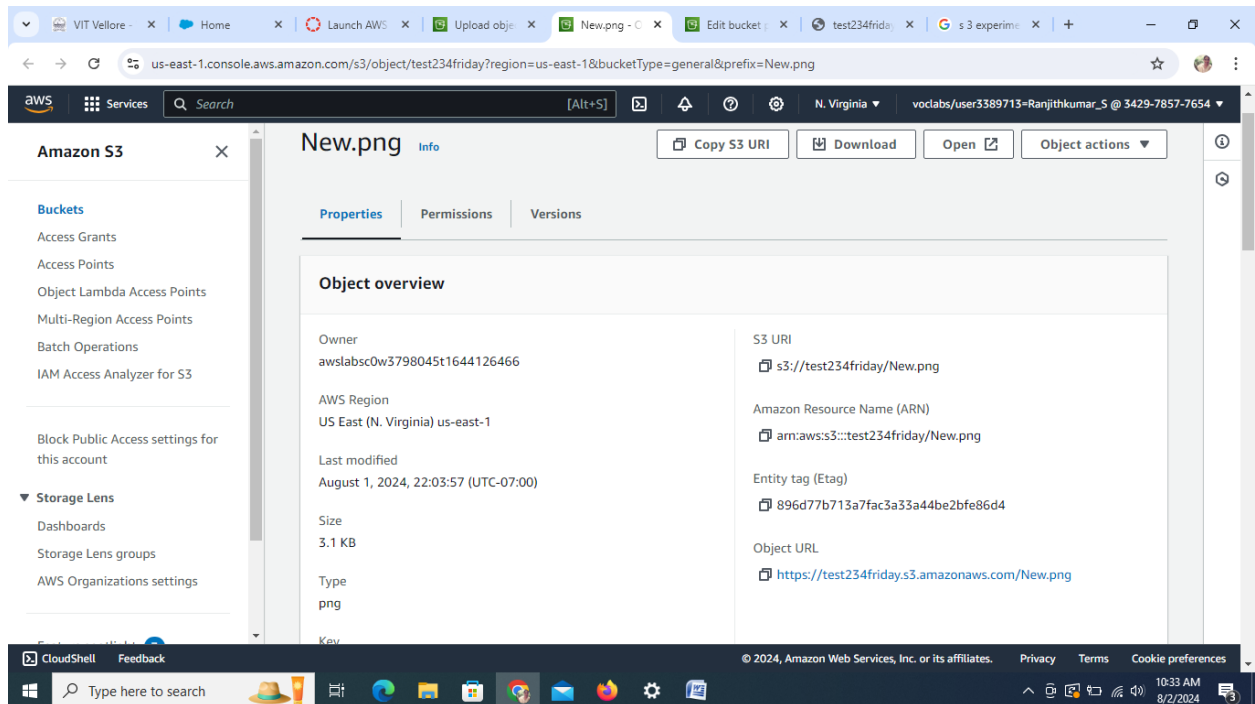 VIT Vellore -
Home
Launch AWS
Upload obje
New.png - C
Edit bucket p
test234friday
s 3 experime
us-east-1.console.aws.amazon.com/s3/object/test234friday?region=us-east-1&bucketType=general&prefix=New.png
aws
Services
Search
[Alt+S]
N. Virginia
voclabs/user3389713=Ranjithkumar_S @ 3429-7857-7654
Amazon S3
Buckets
Access Grants
Access Points
Object Lambda Access Points
Multi-Region Access Points
Batch Operations
IAM Access Analyzer for S3
Block Public Access settings for
this account
Storage Lens
Dashboards
Storage Lens groups
AWS Organizations settings
New.png
Info
Copy S3 URI
Download
Open
Object actions
Properties
Permissions
Versions
Object overview
Owner
awslabsc0w3798045t1644126466
AWS Region
US East (N. Virginia) us-east-1
Last modified
August 1, 2024, 22:03:57 (UTC-07:00)
Size
3.1 KB
Type
png
Key
S3 URI
s3://test234friday/New.png
Amazon Resource Name (ARN)
arn:aws:s3:::test234friday/New.png
Entity tag (Etag)
896d77b713a7fac3a33a44be2bfe86d4
Object URL
https://test234friday.s3.amazonaws.com/New.png
CloudShell
Feedback
© 2024, Amazon Web Services, Inc. or its affiliates.
Privacy
Terms
Cookie preferences
Type here to search
10:33 AM
8/2/2024
3